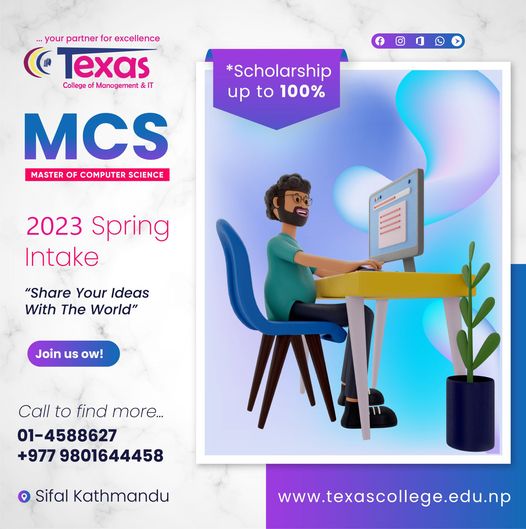 ... your partner for excellence
Texas
College of Management & IT
MCS
MASTER OF COMPUTER SCIENCE
*Scholarship
up to 100%
2023 Spring
Intake
“Share Your Ideas
With The World”
Join us ow!
Call to find more...
01-4588627
+977 9801644458
Sifal Kathmandu
www.texascollege.edu.np